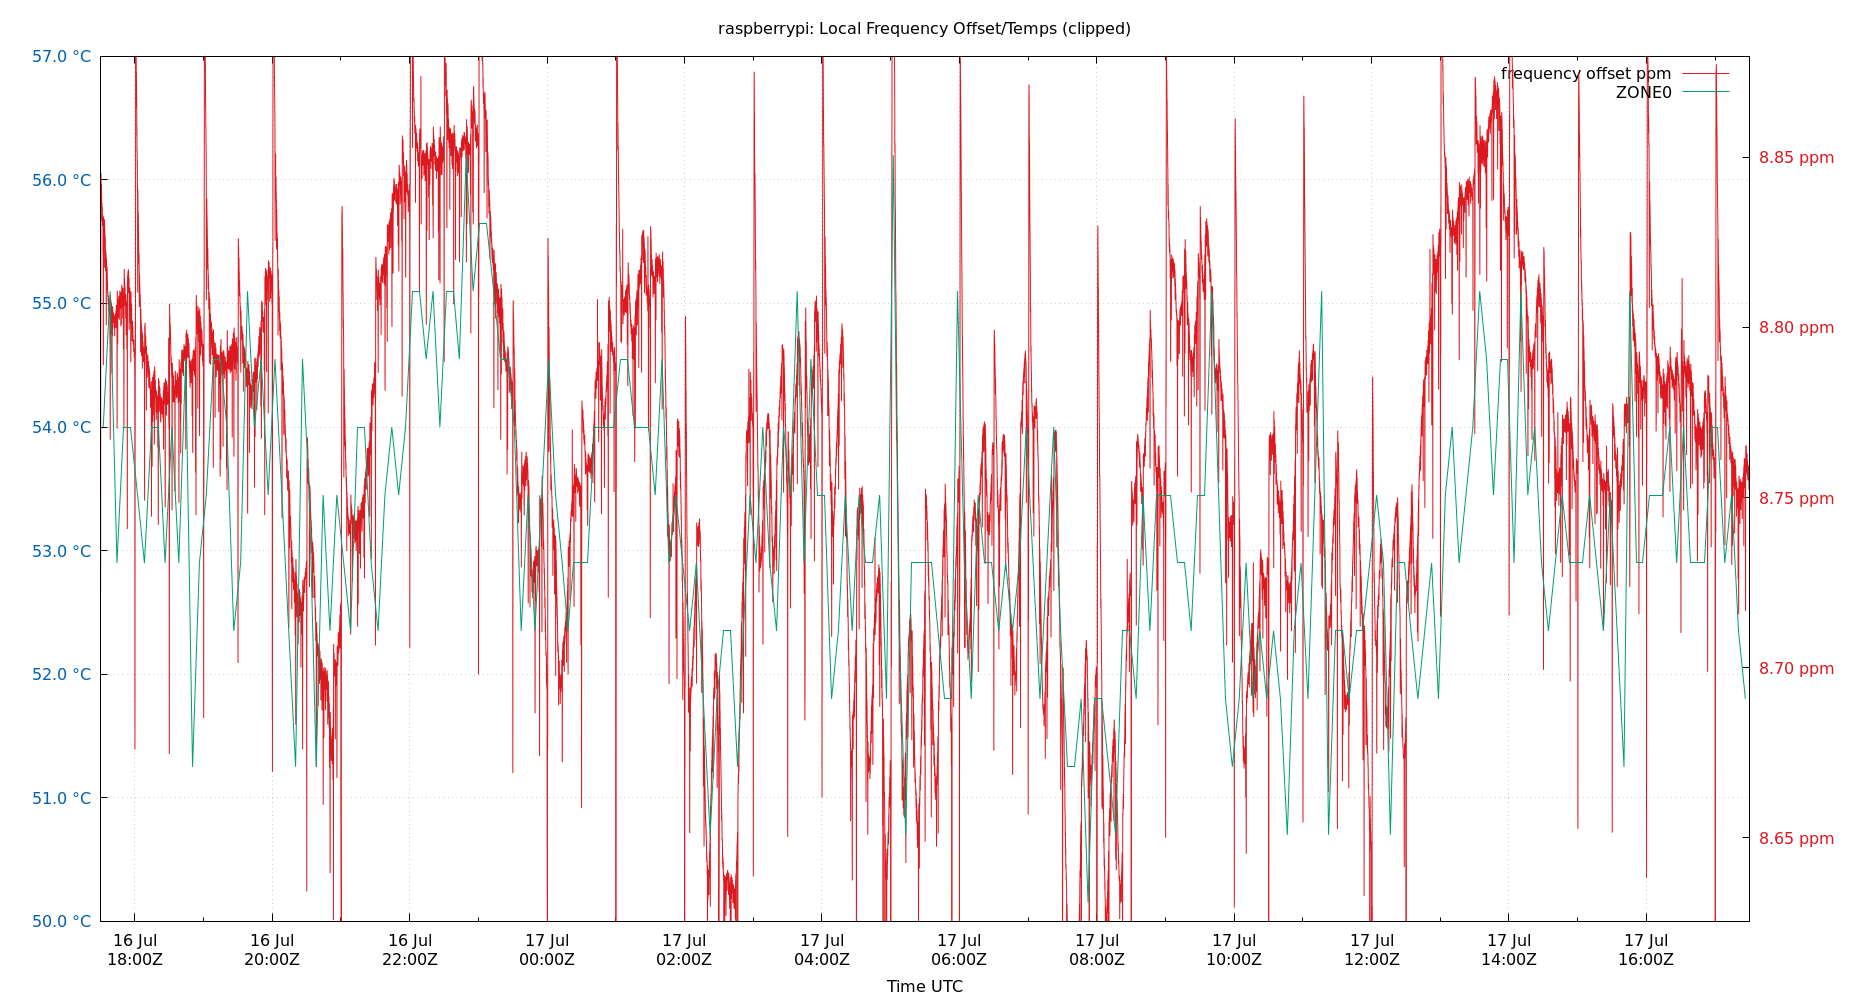 raspberrypi: Local Frequency Offset/Temps (clipped)
57.0 °C
56.0 °C
55.0 °C
54.0 °C
53.0 °C
52.0 °C
51.0 °C
50.0 °C
frequency offset ppm
ZONE0
8.85 ppm
8.80 ppm
8.75 ppm
8.70 ppm
8.65 ppm
16 Jul
18:00Z
16 Jul
20:00Z
16 Jul
22:00Z
17 Jul
00:00Z
17 Jul
02:00Z
17 Jul
04:00Z
17 Jul
06:00Z
17 Jul
08:00Z
17 Jul
10:00Z
17 Jul
12:00Z
17 Jul
14:00Z
17 Jul
16:00Z
Time UTC